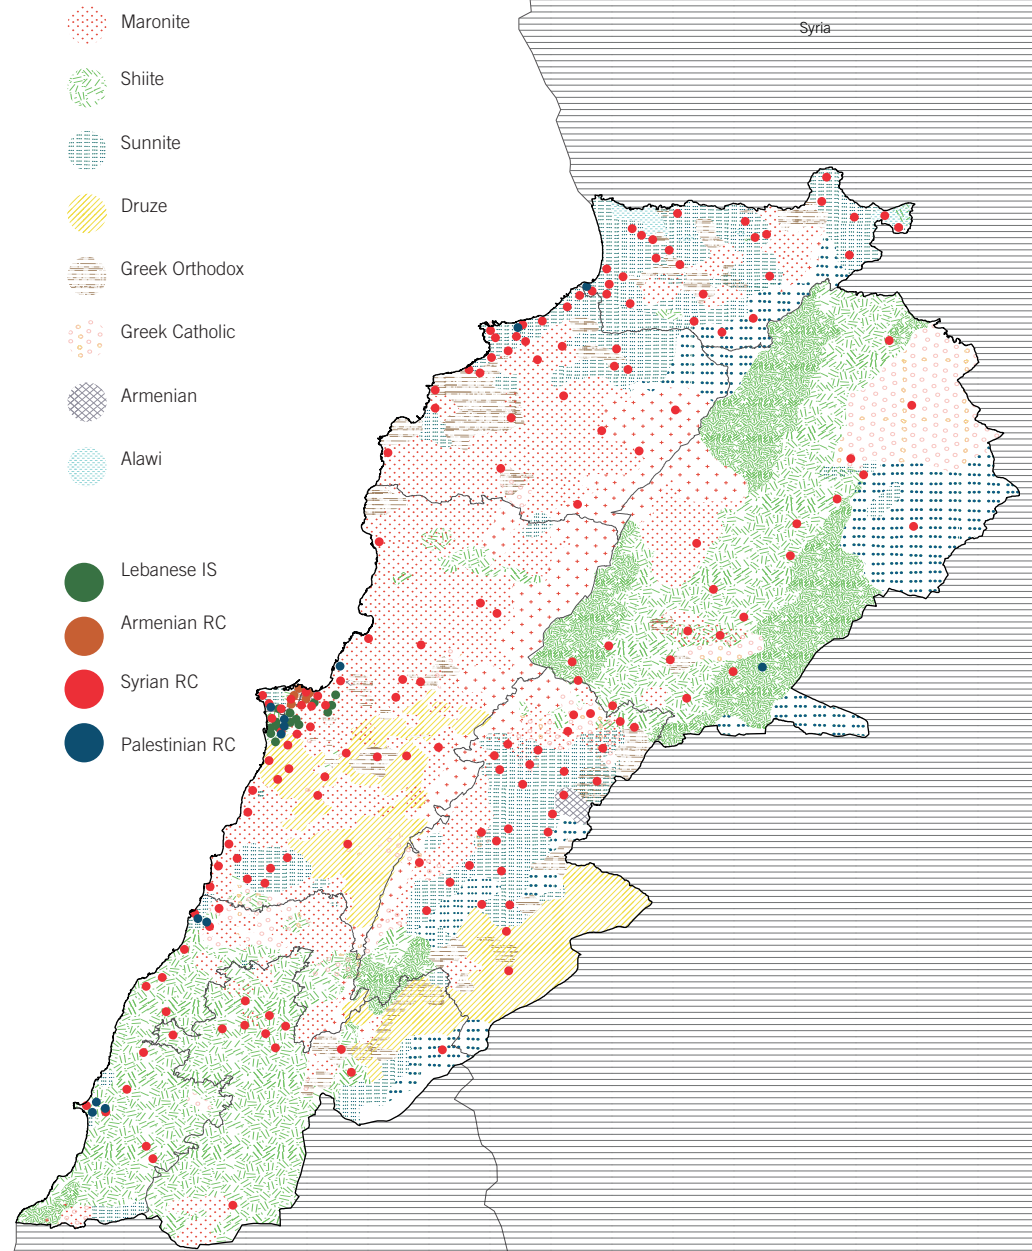 Maronite
Syria
Shiite
Sunnite
Druze
Greek Orthodox
Greek Catholic
Armenian
Alawi
Lebanese IS
Armenian RC
Syrian RC
Palestinian RC